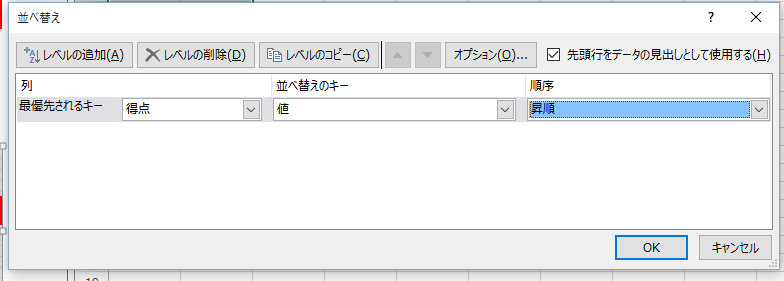 並べ替え
レベルの追加(A) レベルの削除(D) レベルのコピー(C) オプション(O)... 先頭行をデータの見出しとして使用する(H)
列 並べ替えのキー 順序
最優先されるキー 得点 値 昇順
OK キャンセル